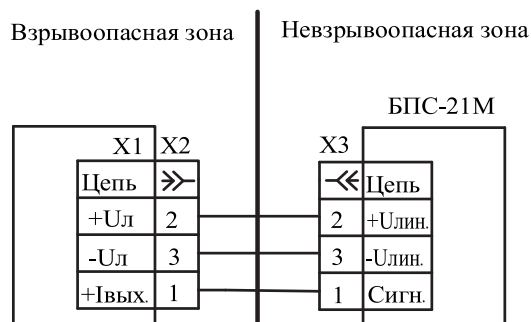 Взрывоопасная зона
Невзрывоопасная зона
БПС-21М
X1 X2
X3
Цепь
Цепь
+Uл 2
2 +Uлин.
-Uл 3
3 -Uлин.
+Iвых. 1
1 Сигн.